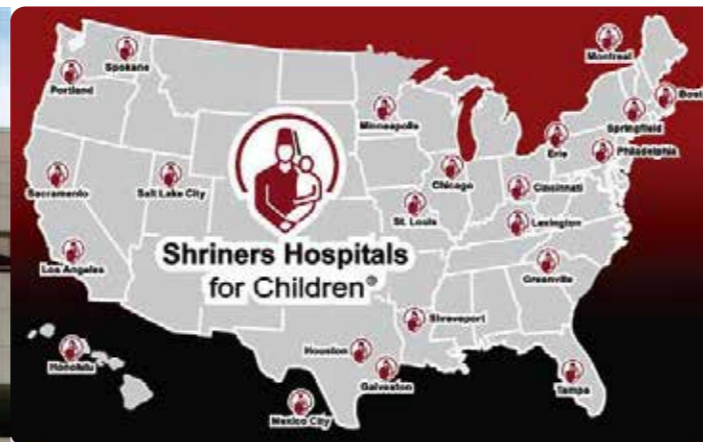 Montreal
Spokane
Portland
Bost
Minneapolis
Springfield
Erie
Philadelphia
Sacramento
Salt Lake City
Chicago
Cincinnati
St. Louis
Lexington
Shriners Hospitals
for Children®
Los Angeles
Greenville
Shreveport
Houston
Honolulu
Galveston
Tampa
Mexico City